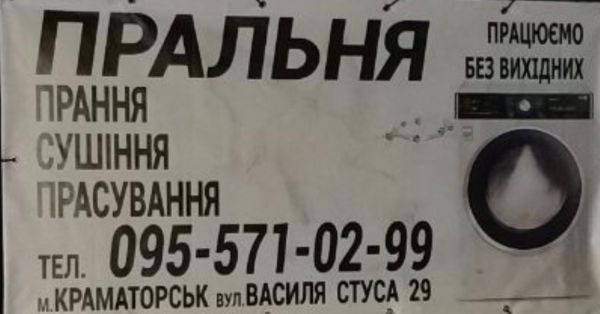 ПРАЛЬНЯ
ПРАЦЮЄМО
БЕЗ ВИХІДНИХ
ПРАННЯ
СУШІННЯ
ПРАСУВАННЯ
ТЕЛ. 095-571-02-99
М.КРАМАТОРСЬК ВУЛ.ВАСИЛЯ СТУСА 29